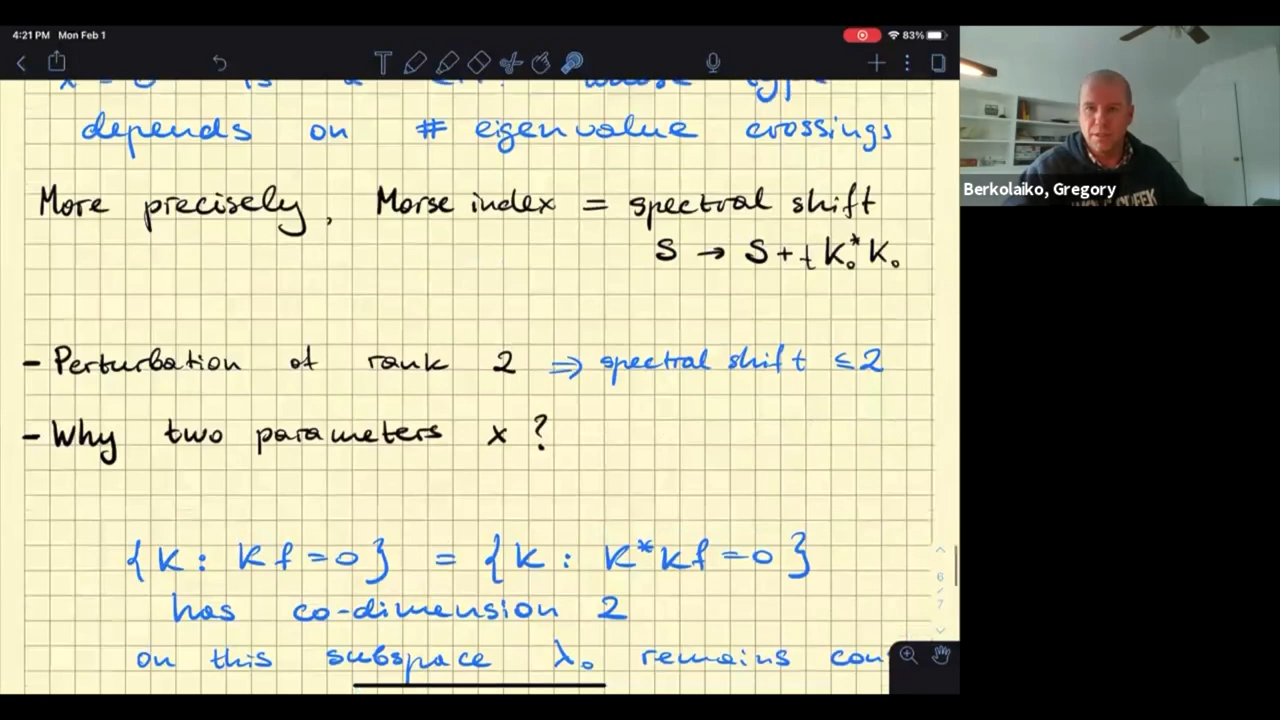 4:21 PM Mon Feb 1
83%
depends on # eigenvalue crossings
More precisely, Morse index = spectral shift
S → S + t K₀* K₀
- Perturbation of rank 2 ⇒ spectral shift ≤ 2
- Why two parameters x ?
{K : K f = 0} = {K : K*K f = 0}
has co-dimension 2
on this subspace λ₀ remains
6
7
Berkolaiko, Gregory